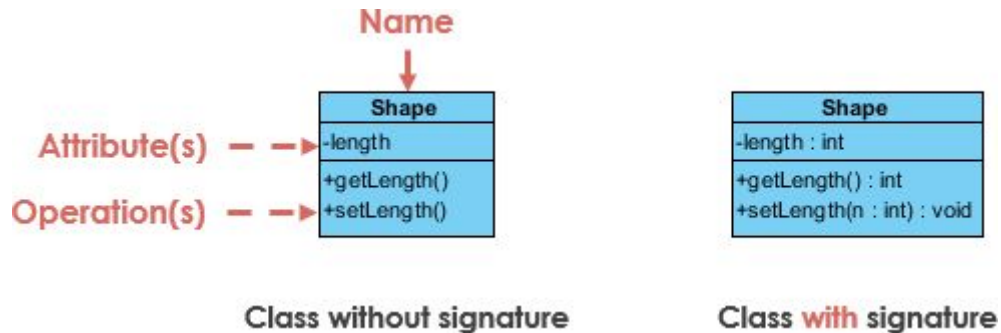 Name
Shape
Attribute(s)
-length
+getLength()
Operation(s)
+setLength()
Class without signature
Shape
-length : int
+getLength() : int
+setLength(n : int) : void
Class with signature